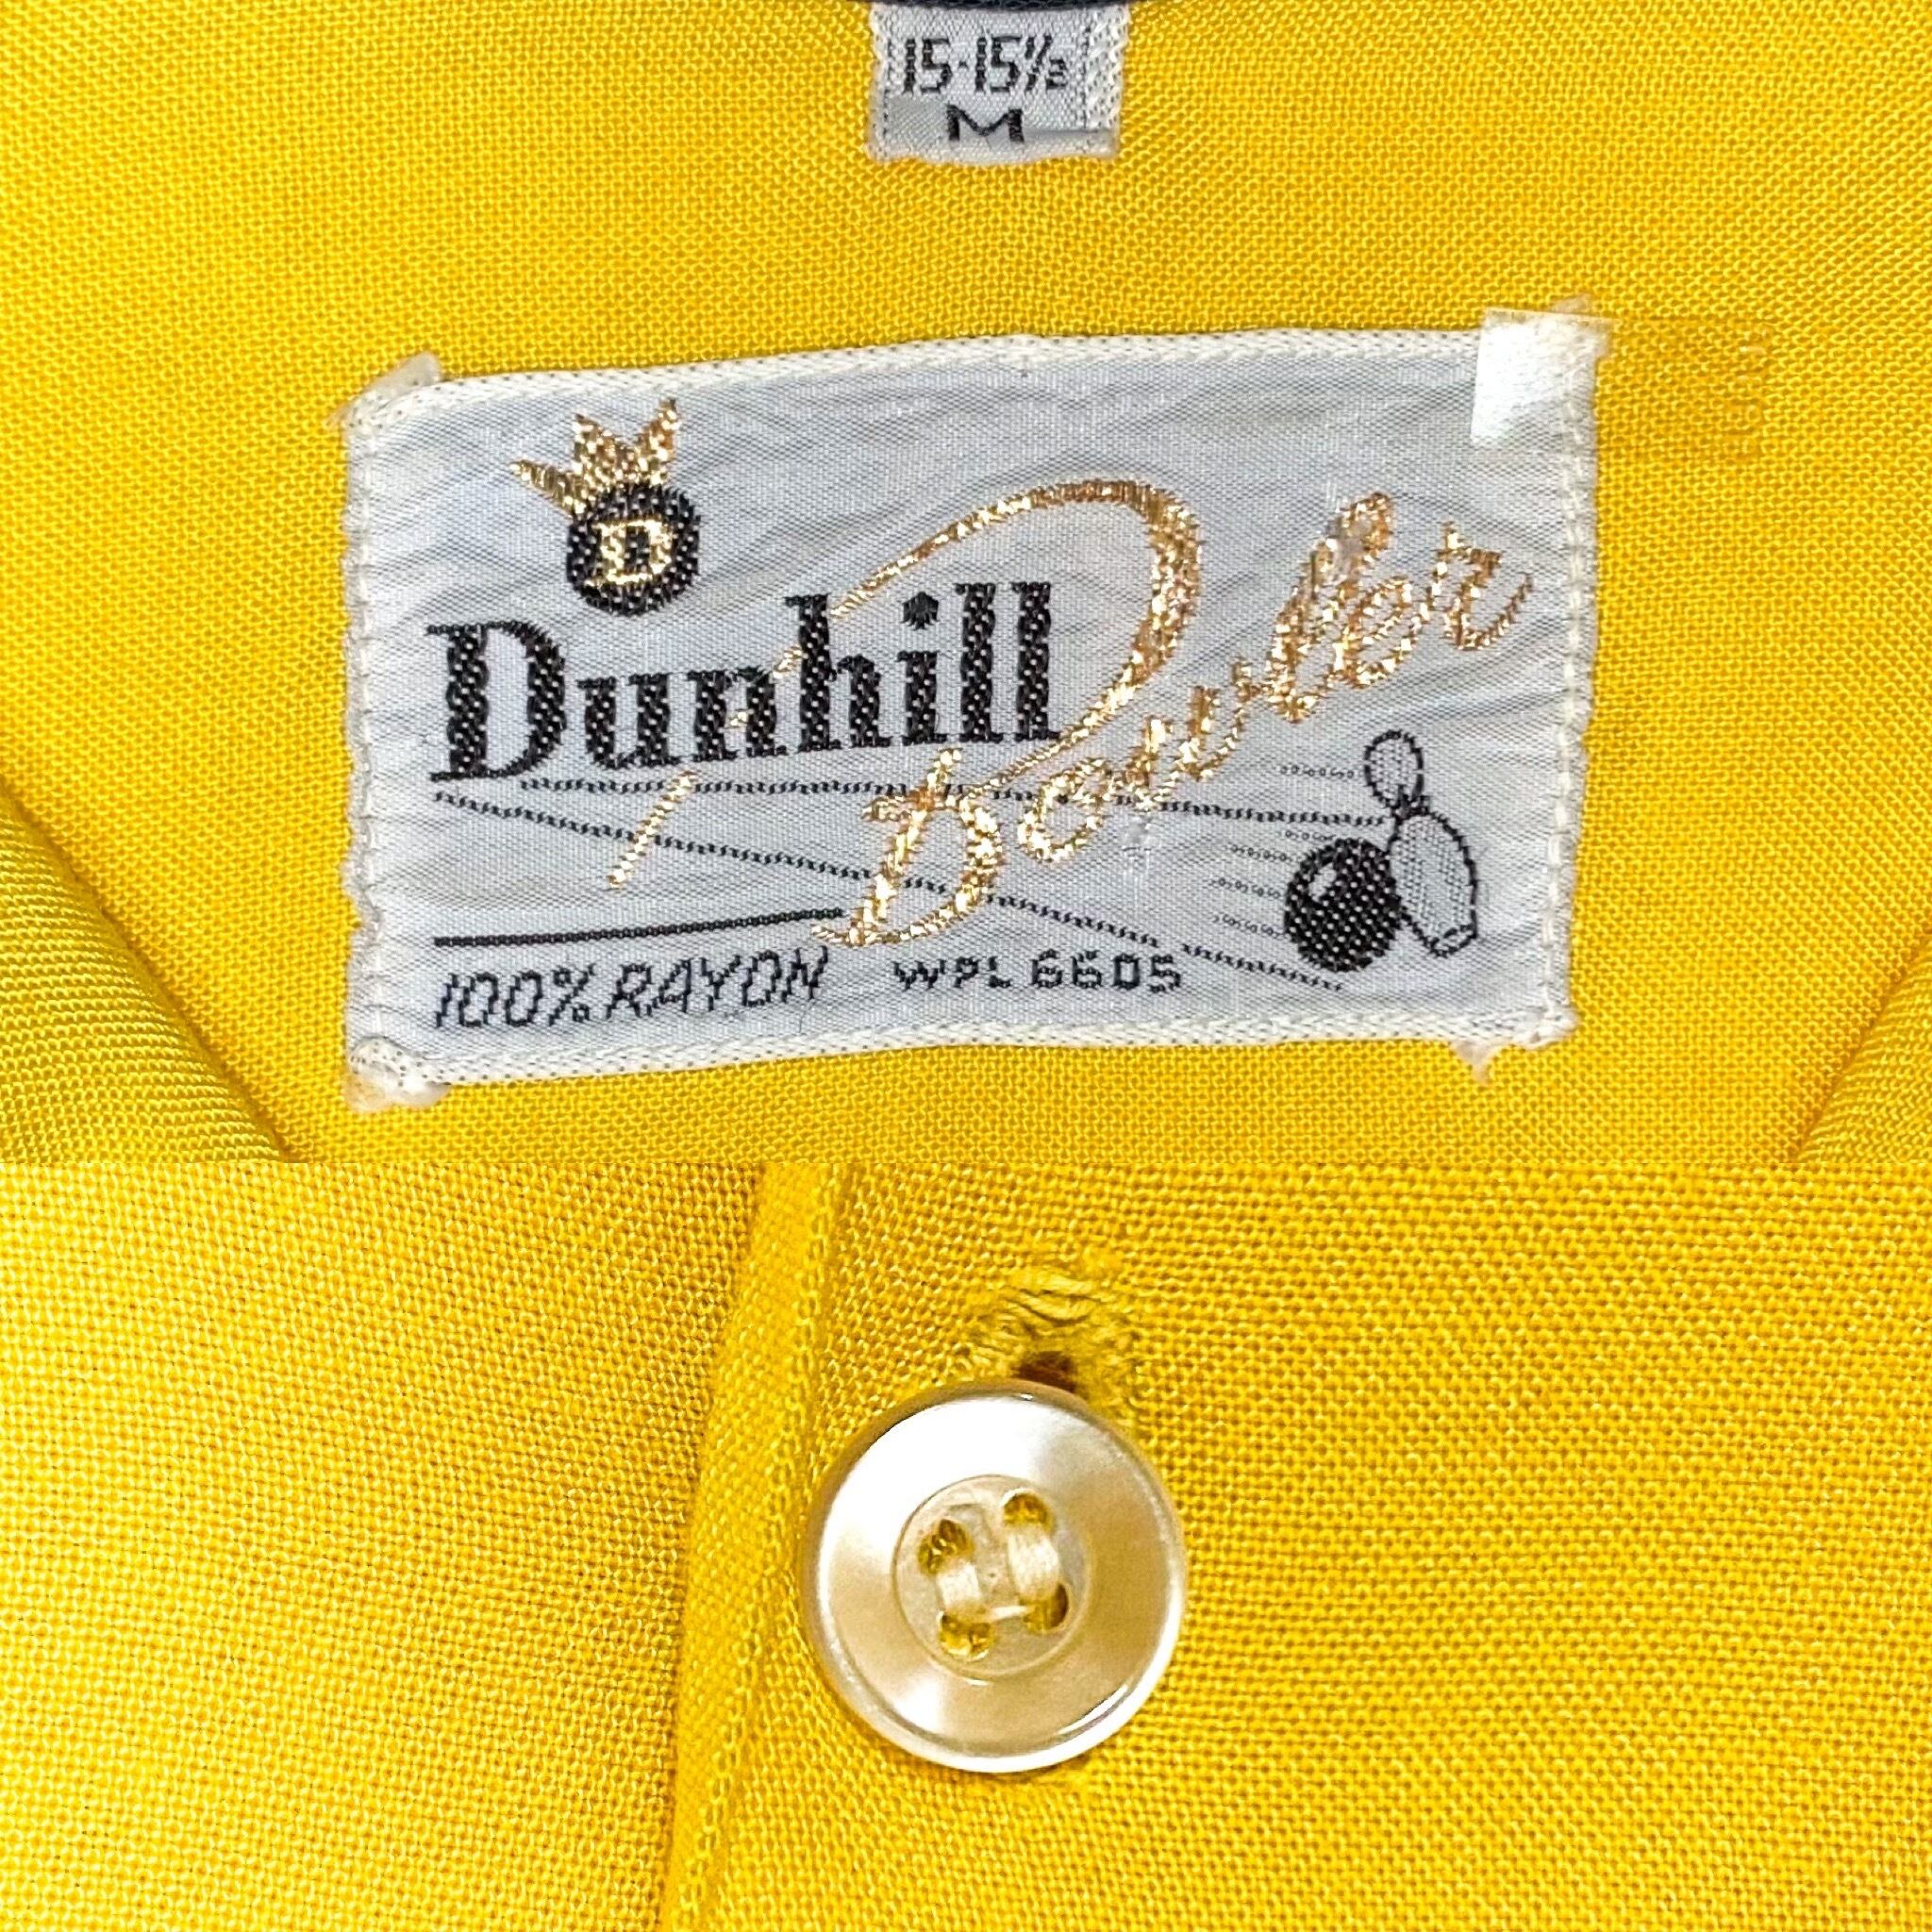 15-15½
M
D
Dunhill Bowler
100% RAYON WPL 6605